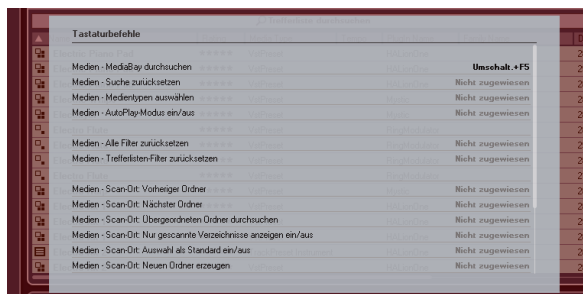 Tastaturbefehle
Medien - MediaBay durchsuchen Umschalt.+F5
Medien - Suche zurücksetzen Nicht zugewiesen
Medien - Medientypen auswählen Nicht zugewiesen
Medien - AutoPlay-Modus ein/aus Nicht zugewiesen
Medien - Alle Filter zurücksetzen Nicht zugewiesen
Medien - Trefferlisten-Filter zurücksetzen Nicht zugewiesen
Medien - Scan-Ort: Vorheriger Ordner Nicht zugewiesen
Medien - Scan-Ort: Nächster Ordner Nicht zugewiesen
Medien - Scan-Ort: Übergeordneten Ordner durchsuchen Nicht zugewiesen
Medien - Scan-Ort: Nur gescannte Verzeichnisse anzeigen ein/aus Nicht zugewiesen
Medien - Scan-Ort: Auswahl als Standard ein/aus Nicht zugewiesen
Medien - Scan-Ort: Neuen Ordner erzeugen Nicht zugewiesen